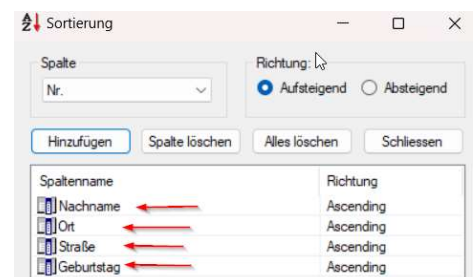 Sortierung
Spalte
Richtung:
Nr.
Aufsteigend Absteigend
Hinzufügen Spalte löschen Alles löschen Schliessen
Spaltenname Richtung
Nachname Ascending
Ort Ascending
Straße Ascending
Geburtstag Ascending